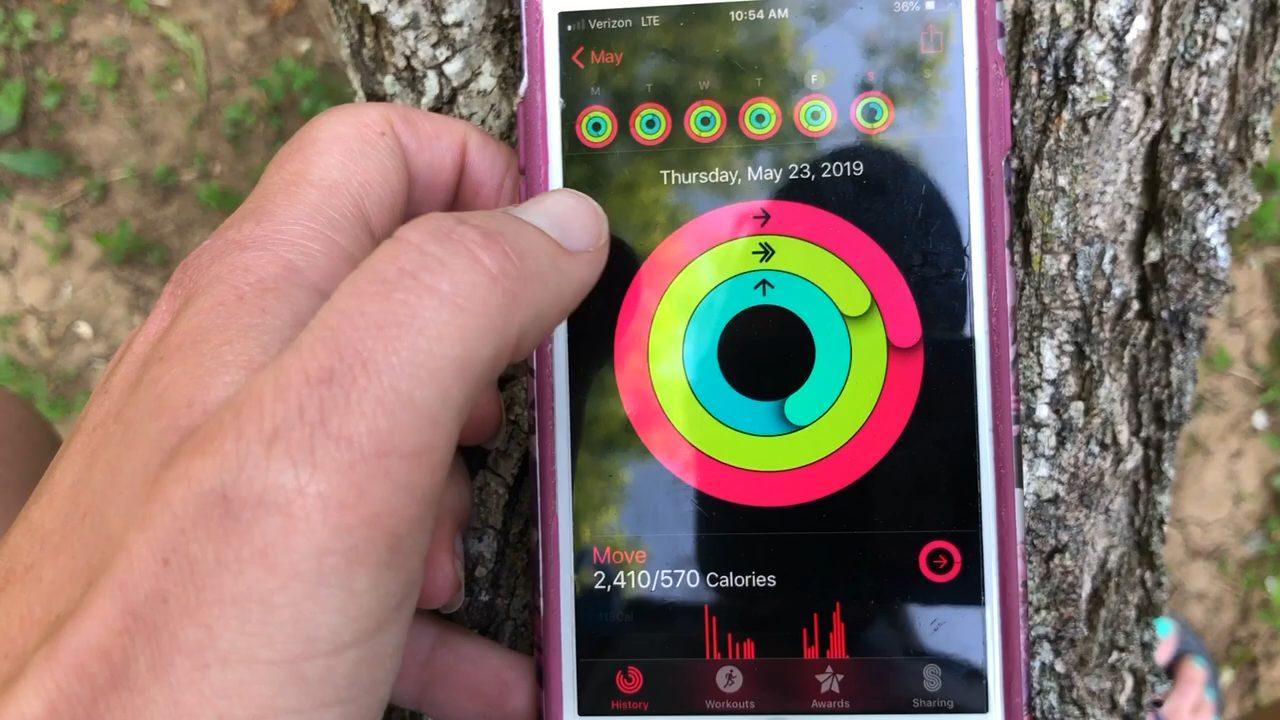 Verizon LTE 10:54 AM 36%
May
M T W T F S S
Thursday, May 23, 2019
Move
2,410/570 Calories
History Workouts Awards Sharing